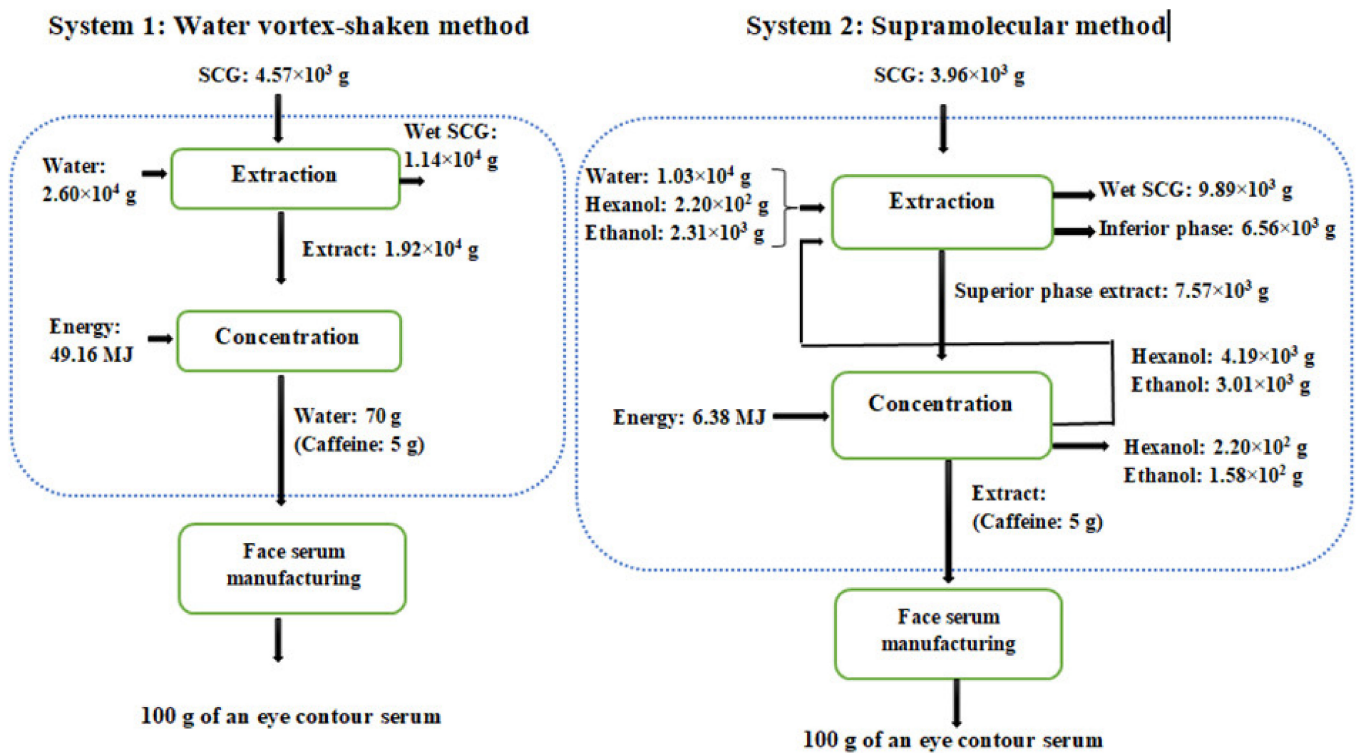 System 1: Water vortex-shaken method
SCG: 4.57×10³ g
Wet SCG:
1.14×10⁴ g
Water:
2.60×10⁴ g
Extraction
Extract: 1.92×10⁴ g
Energy:
49.16 MJ
Concentration
Water: 70 g
(Caffeine: 5 g)
Face serum
manufacturing
100 g of an eye contour serum
System 2: Supramolecular method
SCG: 3.96×10³ g
Water: 1.03×10⁴ g
Hexanol: 2.20×10² g
Ethanol: 2.31×10³ g
Extraction
Wet SCG: 9.89×10³ g
Inferior phase: 6.56×10³ g
Superior phase extract: 7.57×10³ g
Hexanol: 4.19×10³ g
Ethanol: 3.01×10³ g
Energy: 6.38 MJ
Concentration
Hexanol: 2.20×10² g
Ethanol: 1.58×10² g
Extract:
(Caffeine: 5 g)
Face serum
manufacturing
100 g of an eye contour serum